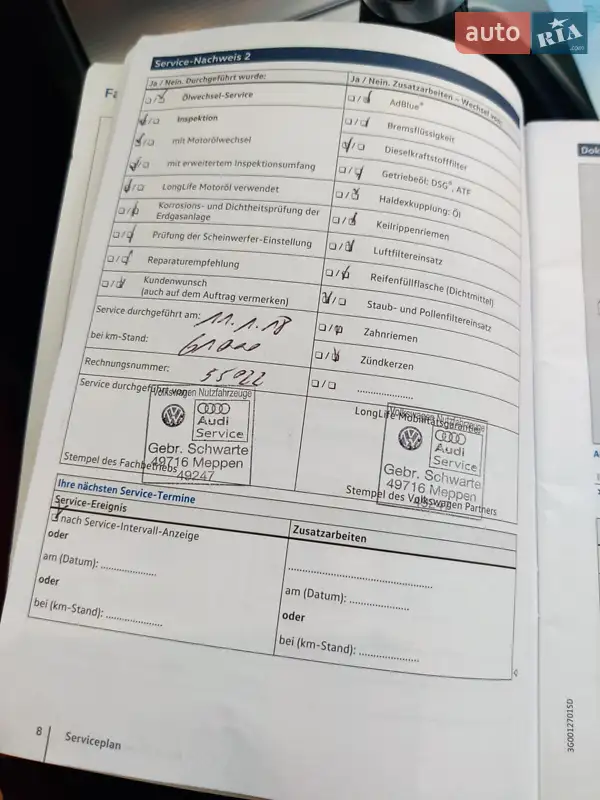 auto RIA.com
Service-Nachweis 2
Ja / Nein. Durchgeführt wurde:
Ölwechsel-Service
Inspektion
mit Motorölwechsel
mit erweitertem Inspektionsumfang
LongLife Motoröl verwendet
Korrosions- und Dichtheitsprüfung der
Erdgasanlage
Prüfung der Scheinwerfer-Einstellung
Reparaturempfehlung
Kundenwunsch
(auch auf dem Auftrag vermerken)
Service durchgeführt am: 11.1.18
bei km-Stand: 61000
Rechnungsnummer: 55922
Service durchgeführt von:
Volkswagen Nutzfahrzeuge
Audi
Service
Gebr. Schwarte
49716 Meppen
49247
Stempel des Fachbetriebs
Ja / Nein. Zusatzarbeiten – Wechsel von:
AdBlue®
Bremsflüssigkeit
Dieselkraftstofffilter
Getriebeöl: DSG®, ATF
Haldexkupplung: Öl
Keilrippenriemen
Luftfiltereinsatz
Reifenfüllflasche (Dichtmittel)
Staub- und Pollenfiltereinsatz
Zahnriemen
Zündkerzen
LongLife Mobilitätsgarantie
Volkswagen Nutzfahrzeuge
Audi
Service
Gebr. Schwarte
49716 Meppen
Stempel des Volkswagen Partners
Ihre nächsten Service-Termine
Service-Ereignis
nach Service-Intervall-Anzeige
oder
am (Datum): ....................
oder
bei (km-Stand): ....................
Zusatzarbeiten
am (Datum): ....................
oder
bei (km-Stand): ....................
8 Serviceplan
3G0012701SD